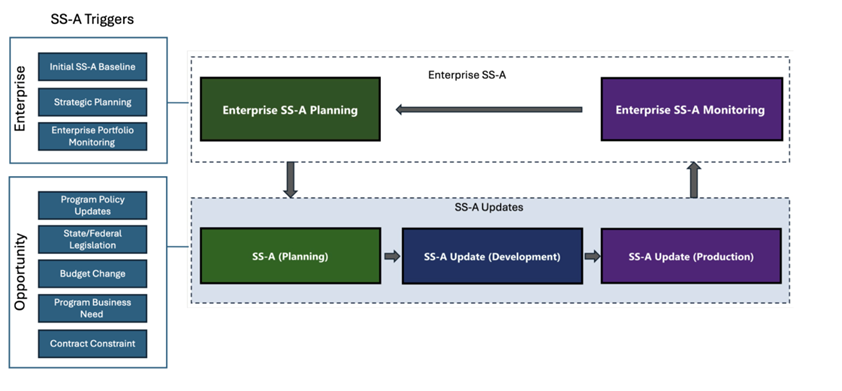 SS-A Triggers
Enterprise
Initial SS-A Baseline
Strategic Planning
Enterprise Portfolio
Monitoring
Opportunity
Program Policy
Updates
State/Federal
Legislation
Budget Change
Program Business
Need
Contract Constraint
Enterprise SS-A
Enterprise SS-A Planning
Enterprise SS-A Monitoring
SS-A Updates
SS-A (Planning)
SS-A Update (Development)
SS-A Update (Production)